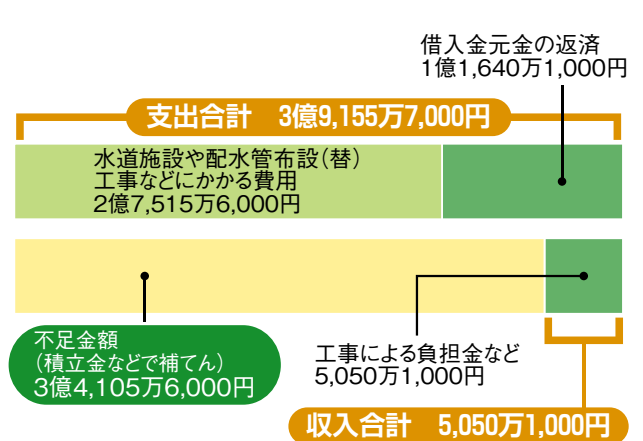 借入金元金の返済
1億1,640万1,000円
支出合計　3億9,155万7,000円
水道施設や配水管布設（替）
工事などにかかる費用
2億7,515万6,000円
不足金額
（積立金などで補てん）
3億4,105万6,000円
工事による負担金など
5,050万1,000円
収入合計　5,050万1,000円